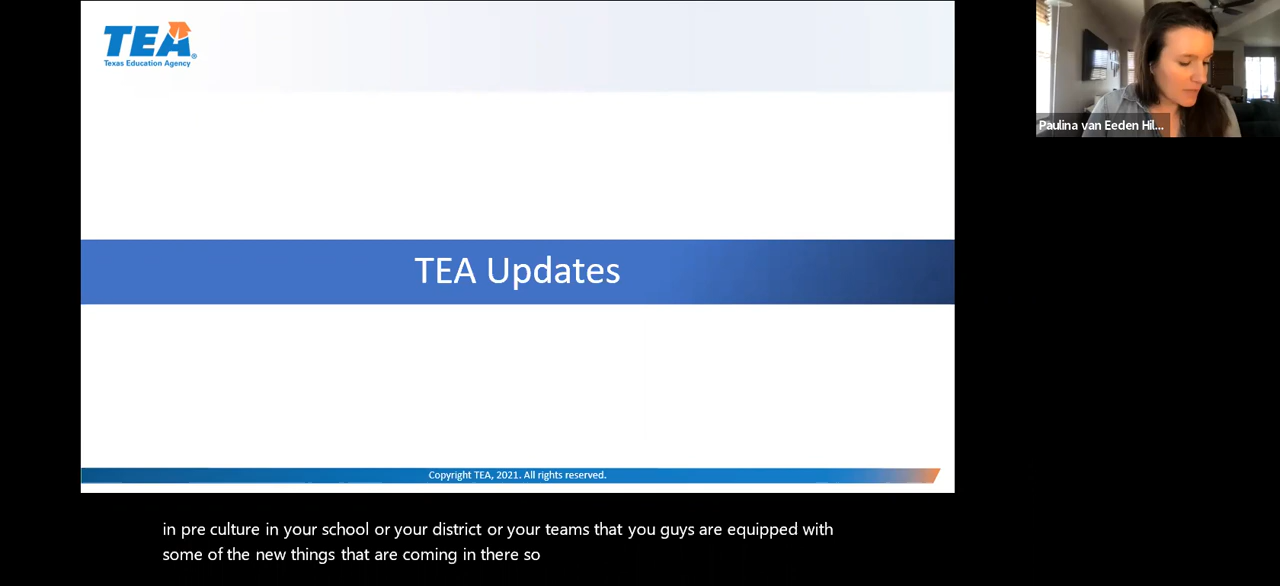 TEA
Texas Education Agency
Paulina van Eeden Hil...
TEA Updates
Copyright TEA, 2021. All rights reserved.
in pre culture in your school or your district or your teams that you guys are equipped with
some of the new things that are coming in there so